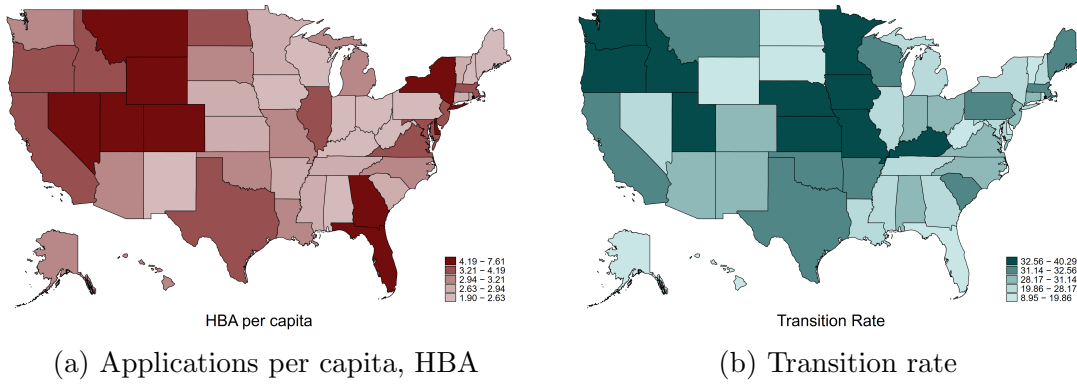 4.19 − 7.61
3.21 − 4.19
2.94 − 3.21
2.63 − 2.94
1.90 − 2.63
HBA per capita
(a) Applications per capita, HBA
32.56 − 40.29
31.14 − 32.56
28.17 − 31.14
19.86 − 28.17
8.95 − 19.86
Transition Rate
(b) Transition rate